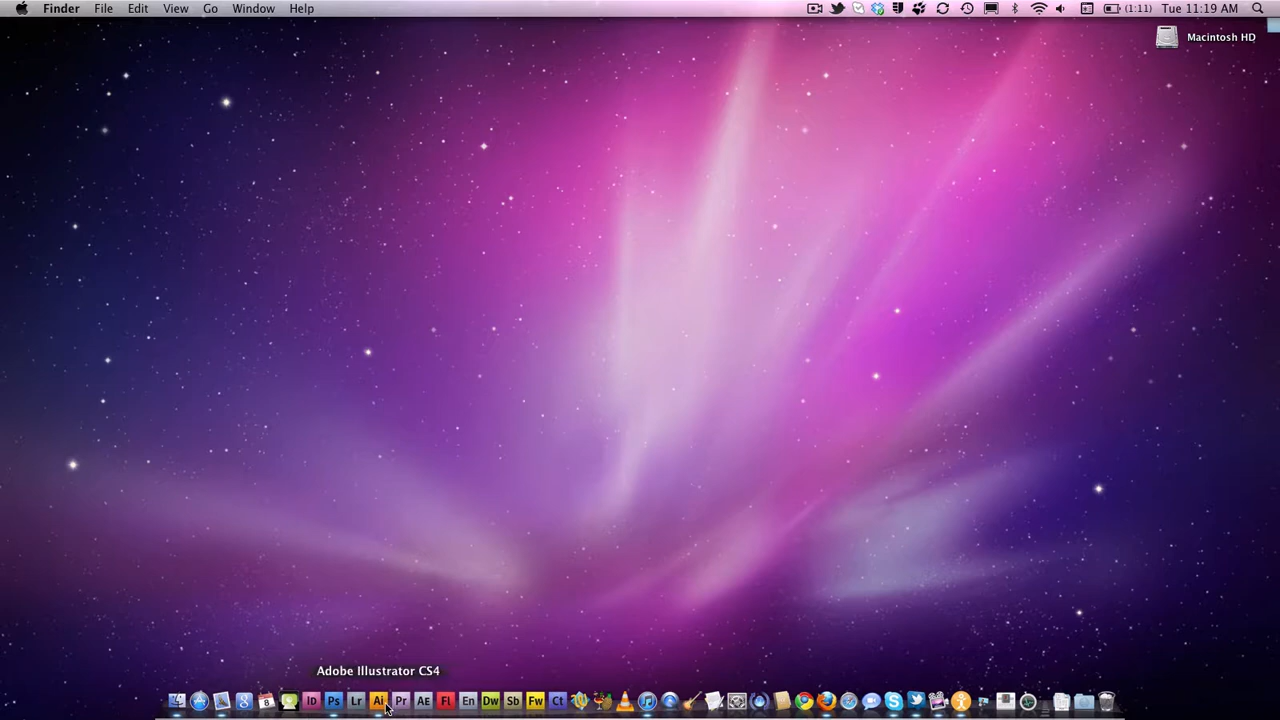 Finder File Edit View Go Window Help (1:11) Tue 11:19 AM
Macintosh HD
Adobe Illustrator CS4
8 ID Ps Lr Ai Pr AE Fl En Dw Sb Fw Ct